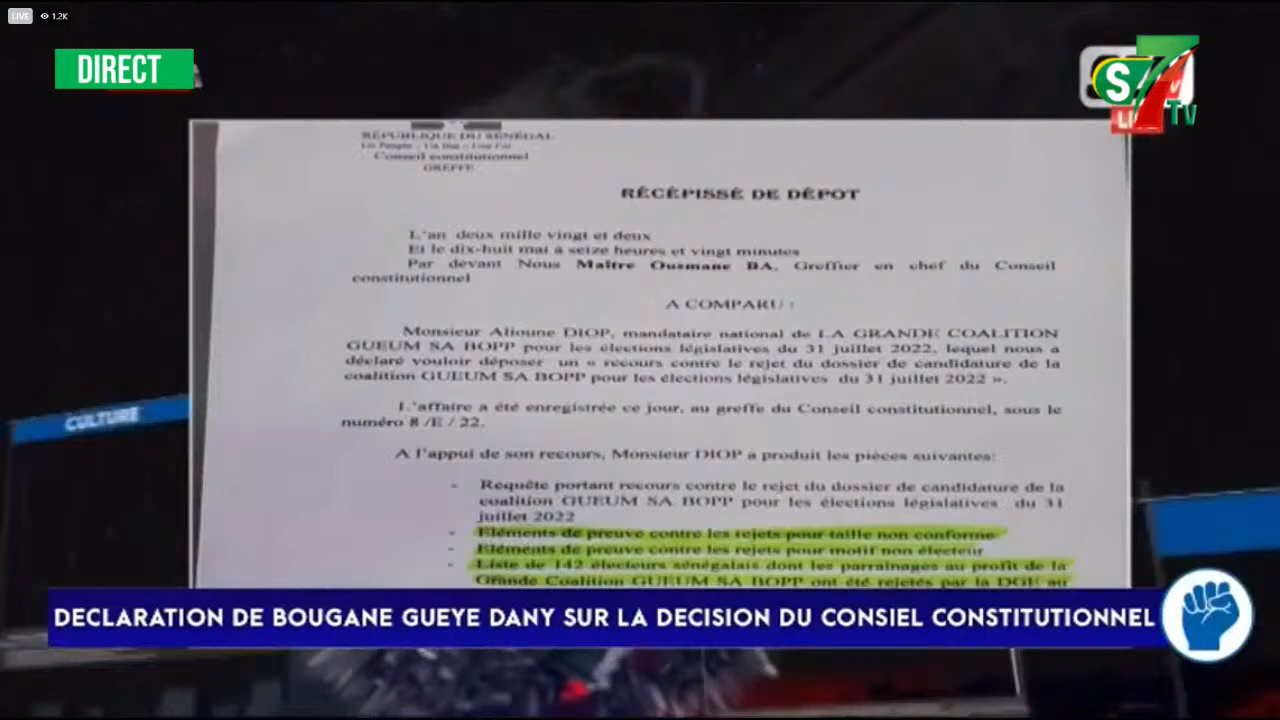 LIVE 1.2K
DIRECT
S7TV
RÉPUBLIQUE DU SÉNÉGAL
Un Peuple - Un But - Une Foi
Conseil constitutionnel
GREFFE
RÉCÉPISSÉ DE DÉPOT
L'an deux mille vingt et deux
Et le dix-huit mai à seize heures et vingt minutes
Par devant Nous Maître Ousmane BA, Greffier en chef du Conseil
constitutionnel
A COMPARU :
Monsieur Alioune DIOP, mandataire national de LA GRANDE COALITION
GUEUM SA BOPP pour les élections législatives du 31 juillet 2022, lequel nous a
déclaré vouloir déposer un « recours contre le rejet du dossier de candidature de la
coalition GUEUM SA BOPP pour les élections législatives du 31 juillet 2022 ».
L'affaire a été enregistrée ce jour, au greffe du Conseil constitutionnel, sous le
numéro 8 /E / 22.
A l'appui de son recours, Monsieur DIOP a produit les pièces suivantes:
- Requête portant recours contre le rejet du dossier de candidature de la
coalition GUEUM SA BOPP pour les élections législatives du 31
juillet 2022
- Eléments de preuve contre les rejets pour taille non conforme
- Eléments de preuve contre les rejets pour motif non électeur
- Liste de 142 électeurs sénégalais dont les parrainages au profit de la
Grande Coalition GUEUM SA BOPP ont été rejetés par la DGE au
CULTURE
DECLARATION DE BOUGANE GUEYE DANY SUR LA DECISION DU CONSIEL CONSTITUTIONNEL